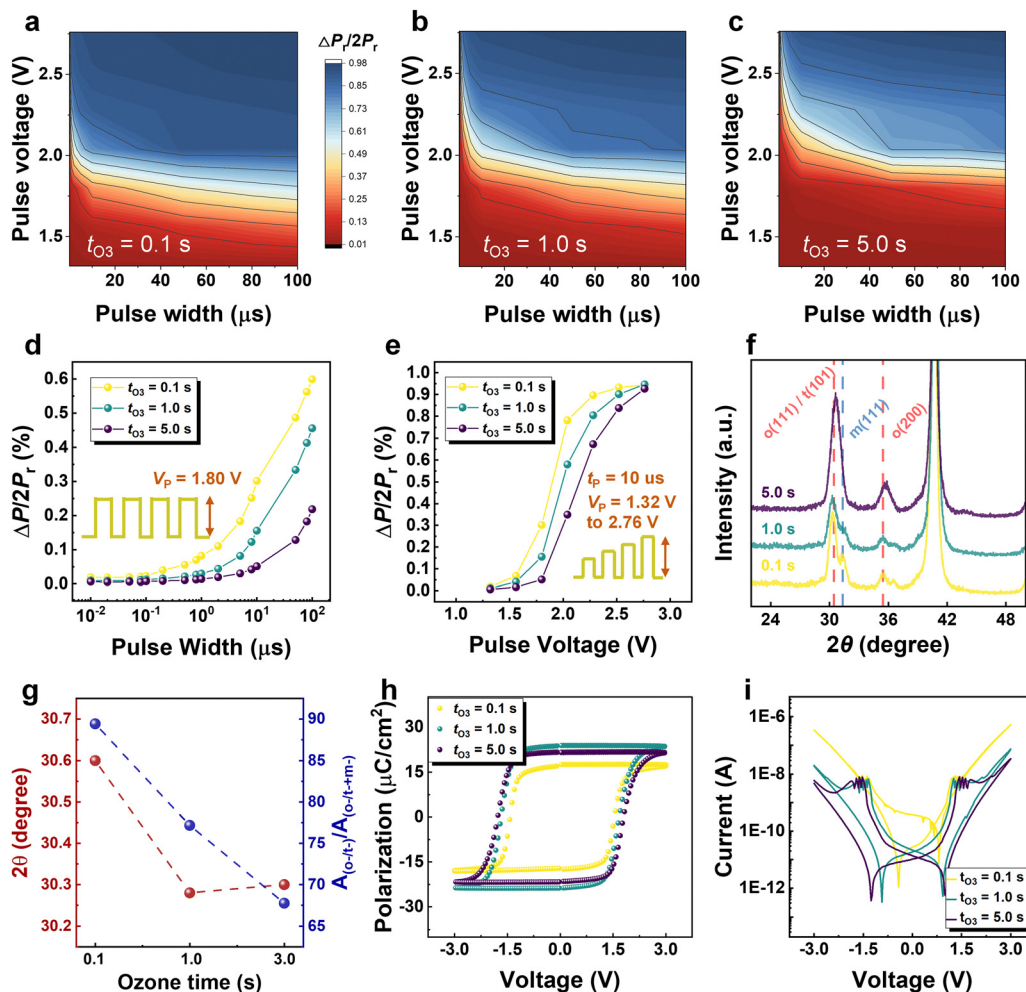 a
ΔPr/2Pr
Pulse voltage (V)
2.5
2.0
1.5
tO3 = 0.1 s
20 40 60 80 100
Pulse width (μs)
0.98
0.85
0.73
0.61
0.49
0.37
0.25
0.13
0.01
b
Pulse voltage (V)
2.5
2.0
1.5
tO3 = 1.0 s
20 40 60 80 100
Pulse width (μs)
c
Pulse voltage (V)
2.5
2.0
1.5
tO3 = 5.0 s
20 40 60 80 100
Pulse width (μs)
d
ΔP/2Pr (%)
0.6
0.5
0.4
0.3
0.2
0.1
0.0
tO3 = 0.1 s
tO3 = 1.0 s
tO3 = 5.0 s
VP = 1.80 V
10⁻² 10⁻¹ 10⁰ 10¹ 10²
Pulse Width (μs)
e
ΔP/2Pr (%)
1.0
0.9
0.8
0.7
0.6
0.5
0.4
0.3
0.2
0.1
0.0
tO3 = 0.1 s
tO3 = 1.0 s
tO3 = 5.0 s
tP = 10 us
VP = 1.32 V
to 2.76 V
1.0 1.5 2.0 2.5 3.0
Pulse Voltage (V)
f
Intensity (a.u.)
o(111) / t(101)
m(111)
o(200)
5.0 s
1.0 s
0.1 s
24 30 36 42 48
2θ (degree)
g
2θ (degree)
30.7
30.6
30.5
30.4
30.3
30.2
90
85
80
75
70
65
A(o-/t-)/A(o-/t-+m-)
0.1 1.0 3.0
Ozone time (s)
h
Polarization (μC/cm²)
45
30
15
0
-15
-30
tO3 = 0.1 s
tO3 = 1.0 s
tO3 = 5.0 s
-3.0 -1.5 0.0 1.5 3.0
Voltage (V)
i
Current (A)
1E-6
1E-8
1E-10
1E-12
tO3 = 0.1 s
tO3 = 1.0 s
tO3 = 5.0 s
-3.0 -1.5 0.0 1.5 3.0
Voltage (V)